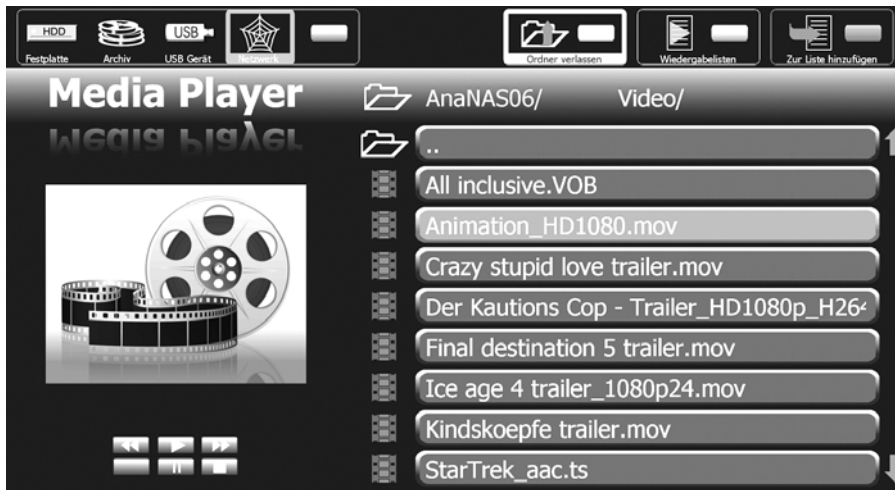 HDD
USB
Festplatte
Archiv
USB Gerät
Netzwerk
Ordner verlassen
Wiedergabelisten
Zur Liste hinzufügen
Media Player
AnaNAS06/ Video/
..
All inclusive.VOB
Animation_HD1080.mov
Crazy stupid love trailer.mov
Der Kautions Cop - Trailer_HD1080p_H264
Final destination 5 trailer.mov
Ice age 4 trailer_1080p24.mov
Kindskoepfe trailer.mov
StarTrek_aac.ts